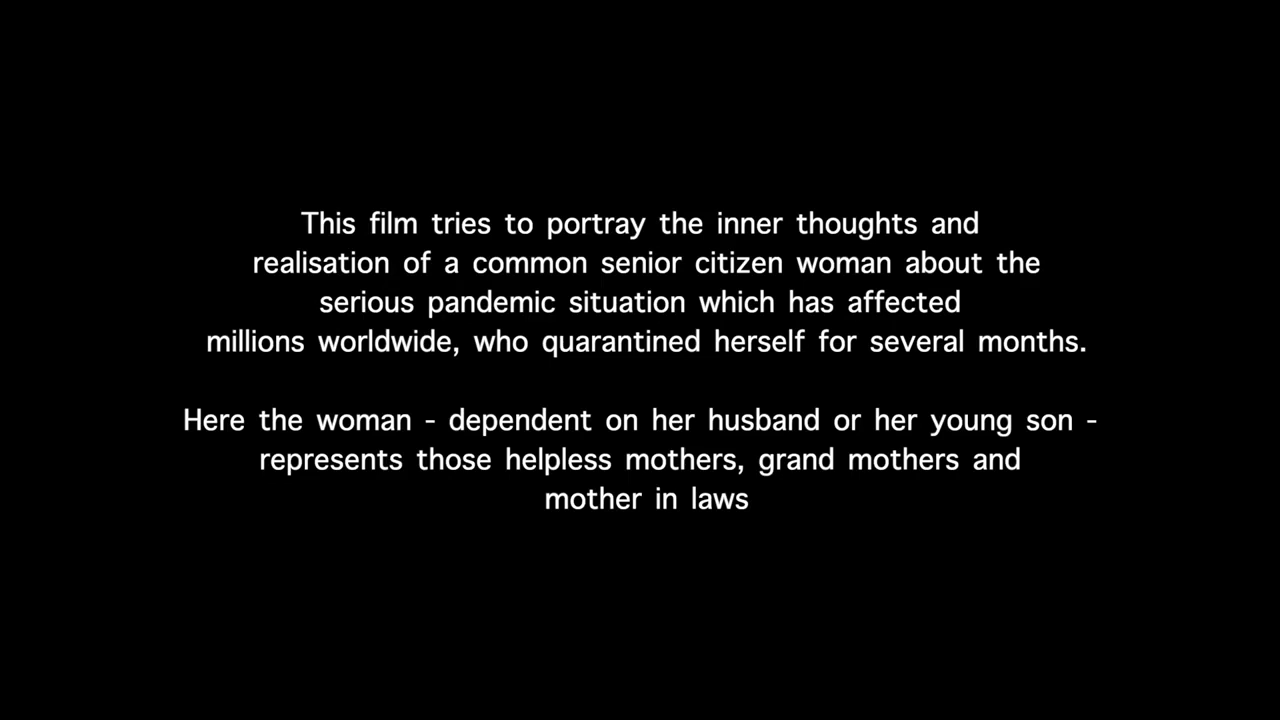 This film tries to portray the inner thoughts and
realisation of a common senior citizen woman about the
serious pandemic situation which has affected
millions worldwide, who quarantined herself for several months.
Here the woman - dependent on her husband or her young son -
represents those helpless mothers, grand mothers and
mother in laws